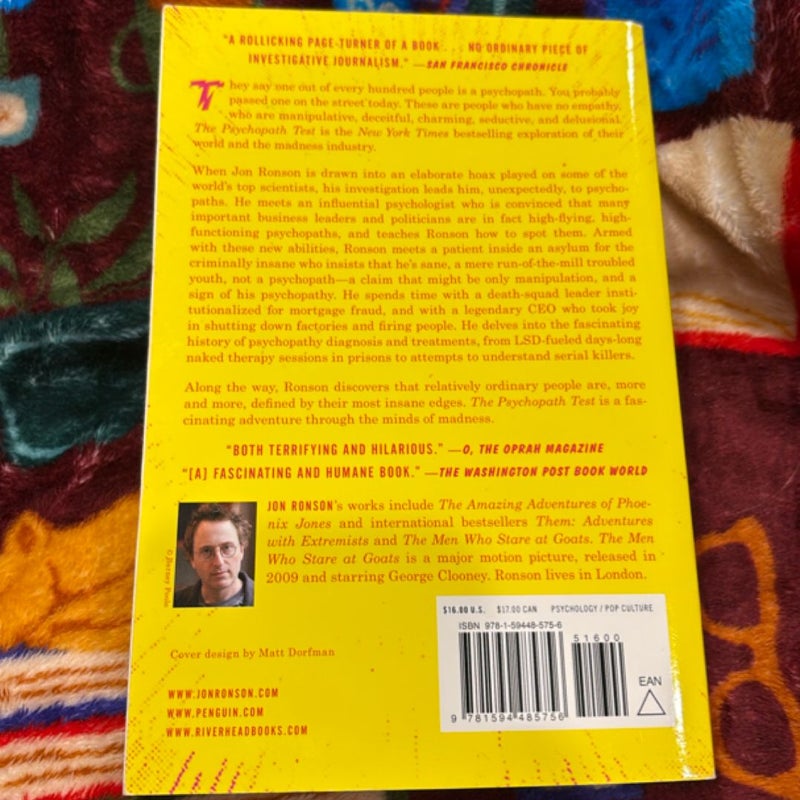 "A ROLLICKING PAGE-TURNER OF A BOOK . . . NO ORDINARY PIECE OF
INVESTIGATIVE JOURNALISM." —SAN FRANCISCO CHRONICLE
They say one out of every hundred people is a psychopath. You probably
passed one on the street today. These are people who have no empathy,
who are manipulative, deceitful, charming, seductive, and delusional.
The Psychopath Test is the New York Times bestselling exploration of their
world and the madness industry.
When Jon Ronson is drawn into an elaborate hoax played on some of the
world's top scientists, his investigation leads him, unexpectedly, to psycho-
paths. He meets an influential psychologist who is convinced that many
important business leaders and politicians are in fact high-flying, high-
functioning psychopaths, and teaches Ronson how to spot them. Armed
with these new abilities, Ronson meets a patient inside an asylum for the
criminally insane who insists that he's sane, a mere run-of-the-mill troubled
youth, not a psychopath—a claim that might be only manipulation, and a
sign of his psychopathy. He spends time with a death-squad leader insti-
tutionalized for mortgage fraud, and with a legendary CEO who took joy
in shutting down factories and firing people. He delves into the fascinating
history of psychopathy diagnosis and treatments, from LSD-fueled days-long
naked therapy sessions in prisons to attempts to understand serial killers.
Along the way, Ronson discovers that relatively ordinary people are, more
and more, defined by their most insane edges. The Psychopath Test is a fas-
cinating adventure through the minds of madness.
"BOTH TERRIFYING AND HILARIOUS." —O, THE OPRAH MAGAZINE
"[A] FASCINATING AND HUMANE BOOK." —THE WASHINGTON POST BOOK WORLD
JON RONSON's works include The Amazing Adventures of Phoe-
nix Jones and international bestsellers Them: Adventures
with Extremists and The Men Who Stare at Goats. The Men
Who Stare at Goats is a major motion picture, released in
2009 and starring George Clooney. Ronson lives in London.
$16.00 U.S. $17.00 CAN PSYCHOLOGY / POP CULTURE
ISBN 978-1-59448-575-6
51600
EAN
9 781594 485756
Cover design by Matt Dorfman
WWW.JONRONSON.COM
WWW.PENGUIN.COM
WWW.RIVERHEADBOOKS.COM